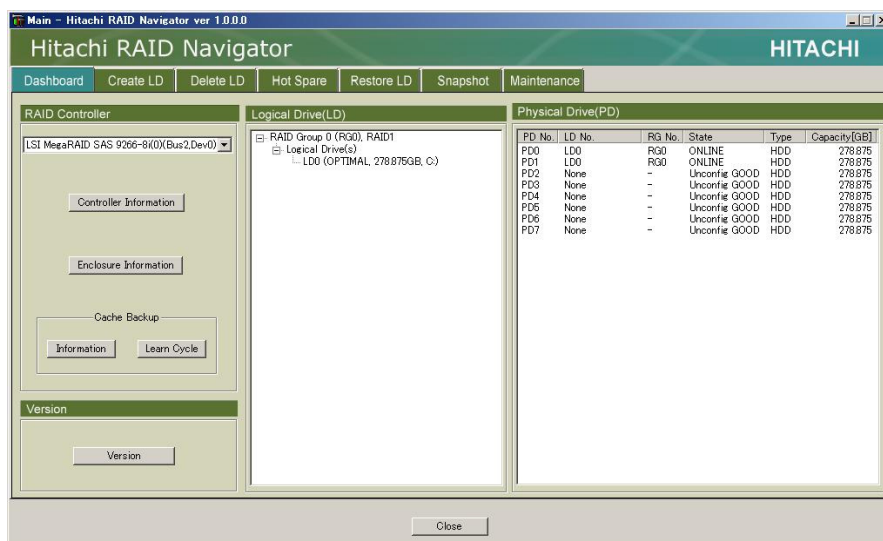 Main - Hitachi RAID Navigator ver 1.0.0.0
Hitachi RAID Navigator
HITACHI
Dashboard Create LD Delete LD Hot Spare Restore LD Snapshot Maintenance
RAID Controller
LSI MegaRAID SAS 9266-8i(0)(Bus2,Dev0)
Controller Information
Enclosure Information
Cache Backup
Information Learn Cycle
Version
Version
Logical Drive(LD)
RAID Group 0 (RG0), RAID1
Logical Drive(s)
LD0 (OPTIMAL, 278.875GB, C:)
Physical Drive(PD)
PD No. LD No. RG No. State Type Capacity[GB]
PD0 LD0 RG0 ONLINE HDD 278.875
PD1 LD0 RG0 ONLINE HDD 278.875
PD2 None - Unconfig GOOD HDD 278.875
PD3 None - Unconfig GOOD HDD 278.875
PD4 None - Unconfig GOOD HDD 278.875
PD5 None - Unconfig GOOD HDD 278.875
PD6 None - Unconfig GOOD HDD 278.875
PD7 None - Unconfig GOOD HDD 278.875
Close